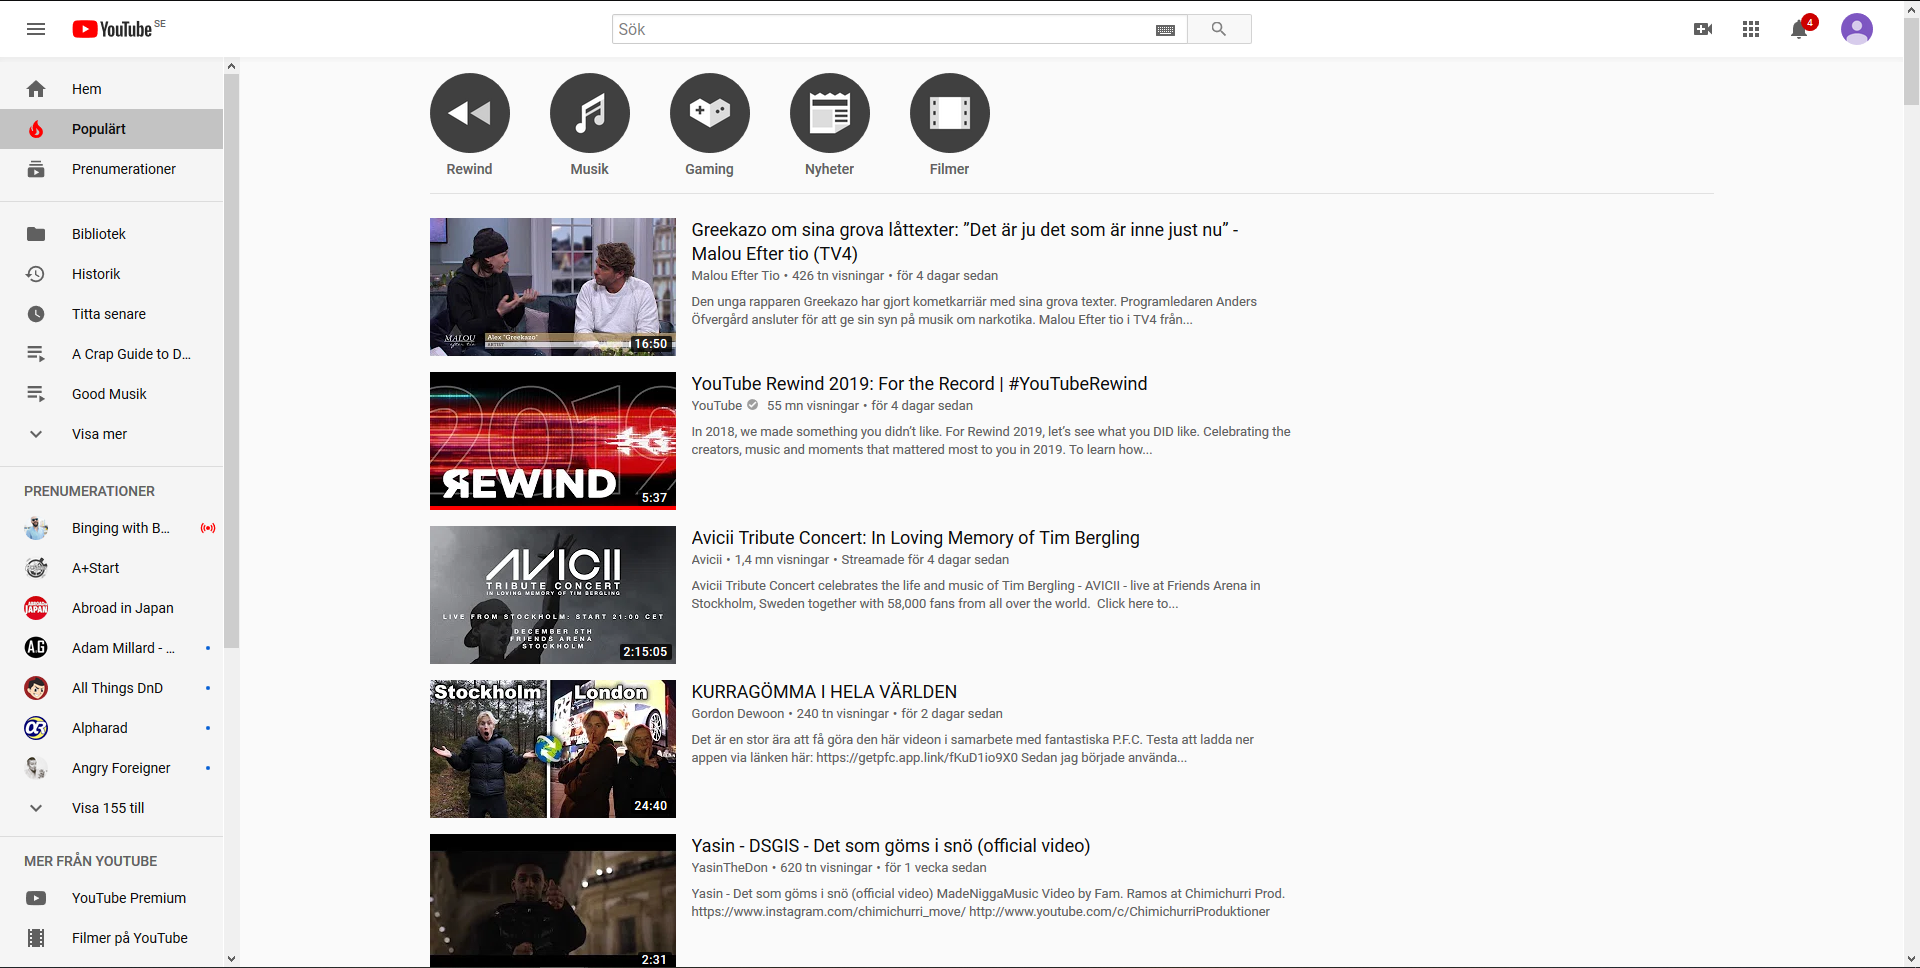 YouTube SE
Sök
4
Hem
Populärt
Prenumerationer
Bibliotek
Historik
Titta senare
A Crap Guide to D...
Good Musik
Visa mer
PRENUMERATIONER
Binging with B...
A+Start
Abroad in Japan
Adam Millard - ...
All Things DnD
Alpharad
Angry Foreigner
Visa 155 till
MER FRÅN YOUTUBE
YouTube Premium
Filmer på YouTube
Rewind
Musik
Gaming
Nyheter
Filmer
MALOU
efter tio
Alex "Greekazo"
ARTIST
16:50
Greekazo om sina grova låttexter: ”Det är ju det som är inne just nu” -
Malou Efter tio (TV4)
Malou Efter Tio • 426 tn visningar • för 4 dagar sedan
Den unga rapparen Greekazo har gjort kometkarriär med sina grova texter. Programledaren Anders
Öfvergård ansluter för att ge sin syn på musik om narkotika. Malou Efter tio i TV4 från...
2019
REWIND
5:37
YouTube Rewind 2019: For the Record | #YouTubeRewind
YouTube 55 mn visningar • för 4 dagar sedan
In 2018, we made something you didn’t like. For Rewind 2019, let’s see what you DID like. Celebrating the
creators, music and moments that mattered most to you in 2019. To learn how...
AVICII
TRIBUTE CONCERT
IN LOVING MEMORY OF TIM BERGLING
LIVE FROM STOCKHOLM: START 21:00 CET
DECEMBER 5TH
FRIENDS ARENA
STOCKHOLM
2:15:05
Avicii Tribute Concert: In Loving Memory of Tim Bergling
Avicii • 1,4 mn visningar • Streamade för 4 dagar sedan
Avicii Tribute Concert celebrates the life and music of Tim Bergling - AVICII - live at Friends Arena in
Stockholm, Sweden together with 58,000 fans from all over the world. Click here to...
Stockholm
London
24:40
KURRAGÖMMA I HELA VÄRLDEN
Gordon Dewoon • 240 tn visningar • för 2 dagar sedan
Det är en stor ära att få göra den här videon i samarbete med fantastiska P.F.C. Testa att ladda ner
appen via länken här: https://getpfc.app.link/fKuD1io9X0 Sedan jag började använda...
2:31
Yasin - DSGIS - Det som göms i snö (official video)
YasinTheDon • 620 tn visningar • för 1 vecka sedan
Yasin - Det som göms i snö (official video) MadeNiggaMusic Video by Fam. Ramos at Chimichurri Prod.
https://www.instagram.com/chimichurri_move/ http://www.youtube.com/c/ChimichurriProduktioner